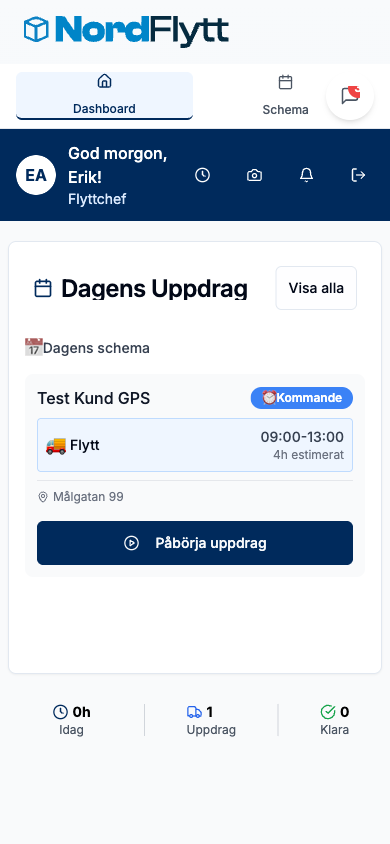 NordFlytt
Dashboard
Schema
EA
God morgon,
Erik!
Flyttchef
Dagens Uppdrag
Visa alla
📅Dagens schema
Test Kund GPS
⏰Kommande
🚚 Flytt
09:00-13:00
4h estimerat
Målgatan 99
Påbörja uppdrag
0h
Idag
1
Uppdrag
0
Klara